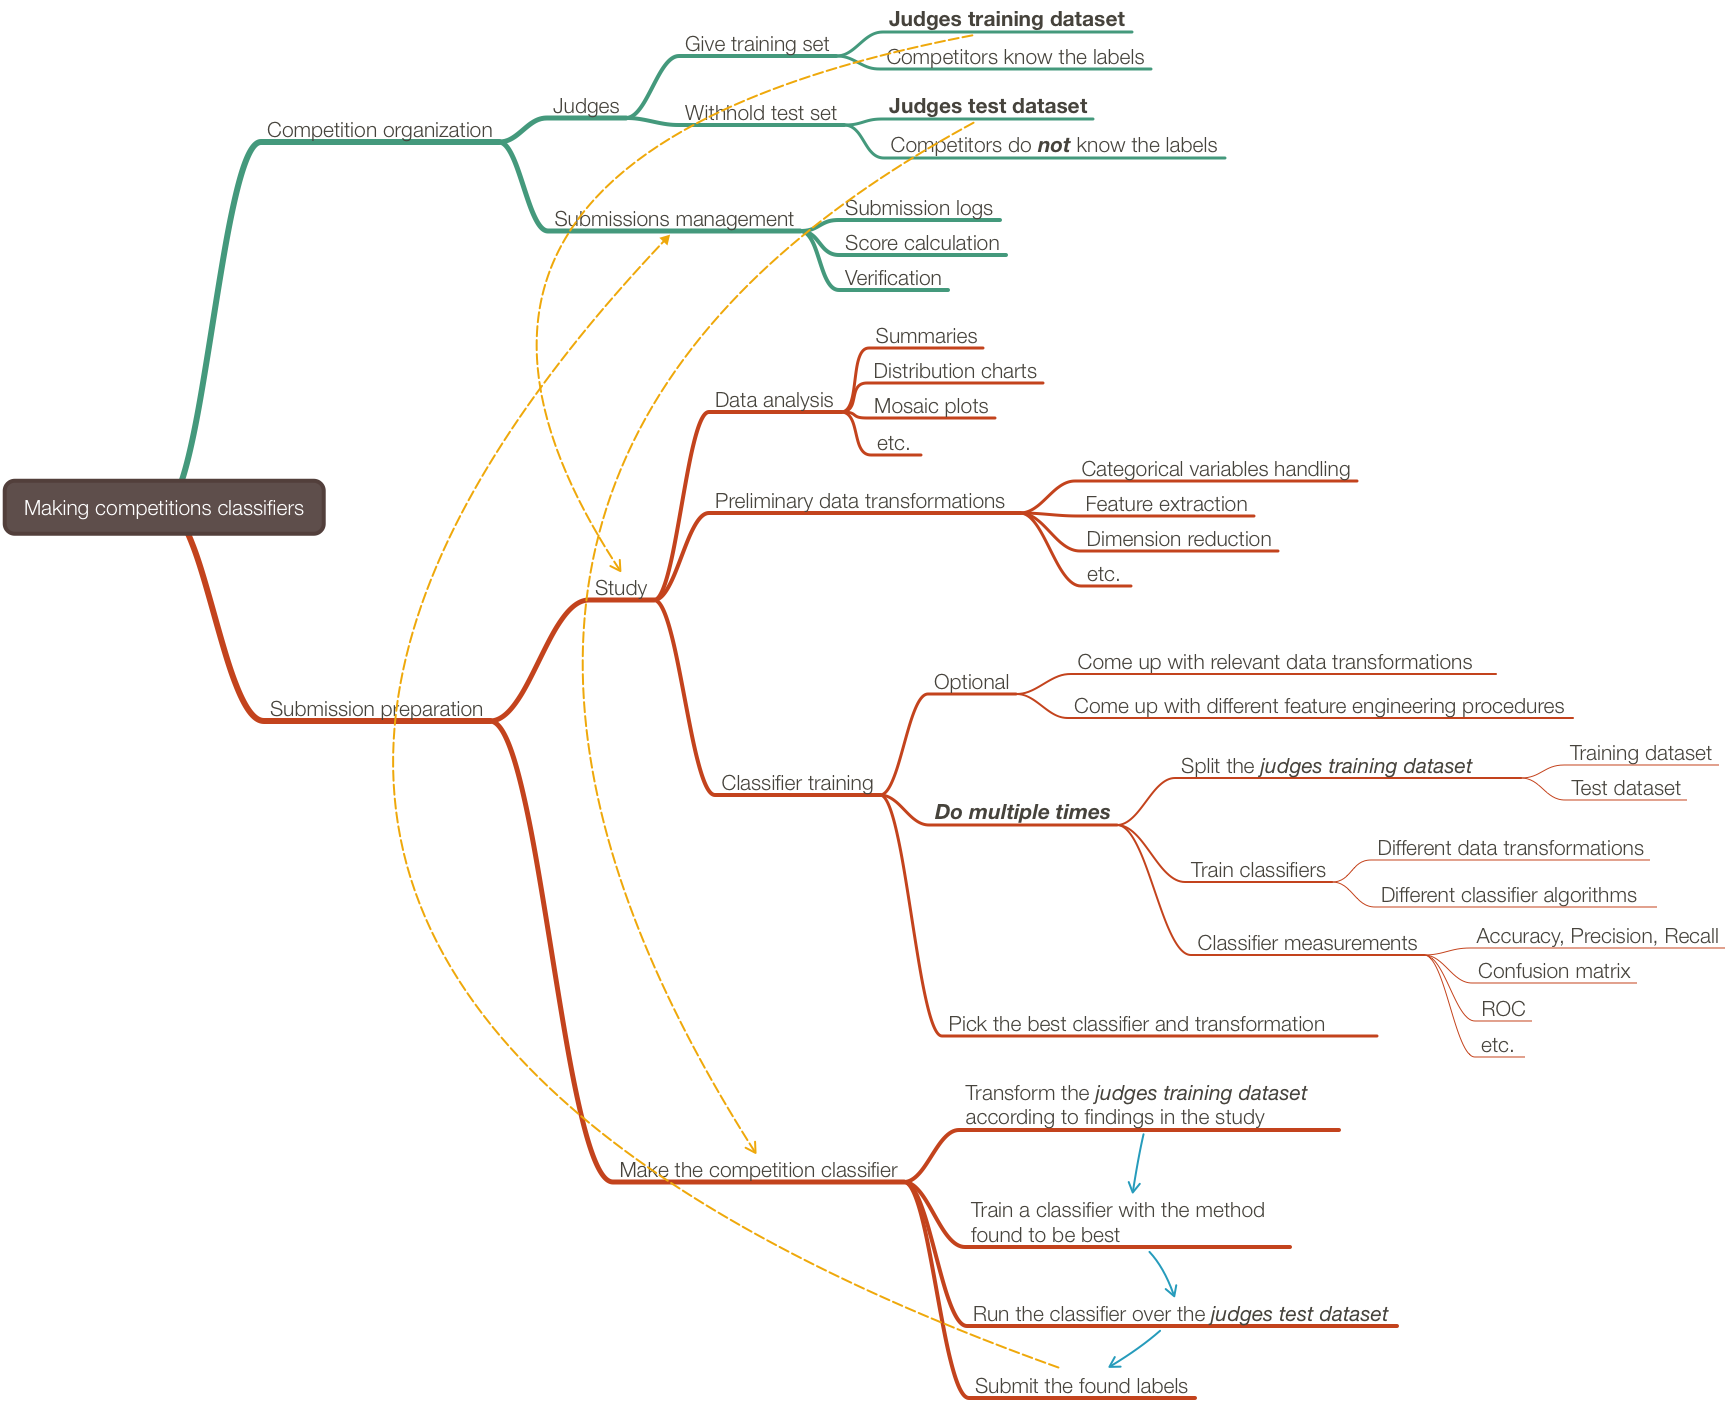 Making competitions classifiers
Competition organization
Judges
Give training set
Judges training dataset
Competitors know the labels
Withhold test set
Judges test dataset
Competitors do not know the labels
Submissions management
Submission logs
Score calculation
Verification
Submission preparation
Study
Data analysis
Summaries
Distribution charts
Mosaic plots
etc.
Preliminary data transformations
Categorical variables handling
Feature extraction
Dimension reduction
etc.
Classifier training
Optional
Come up with relevant data transformations
Come up with different feature engineering procedures
Do multiple times
Split the judges training dataset
Training dataset
Test dataset
Train classifiers
Different data transformations
Different classifier algorithms
Classifier measurements
Accuracy, Precision, Recall
Confusion matrix
ROC
etc.
Pick the best classifier and transformation
Make the competition classifier
Transform the judges training dataset
according to findings in the study
Train a classifier with the method
found to be best
Run the classifier over the judges test dataset
Submit the found labels